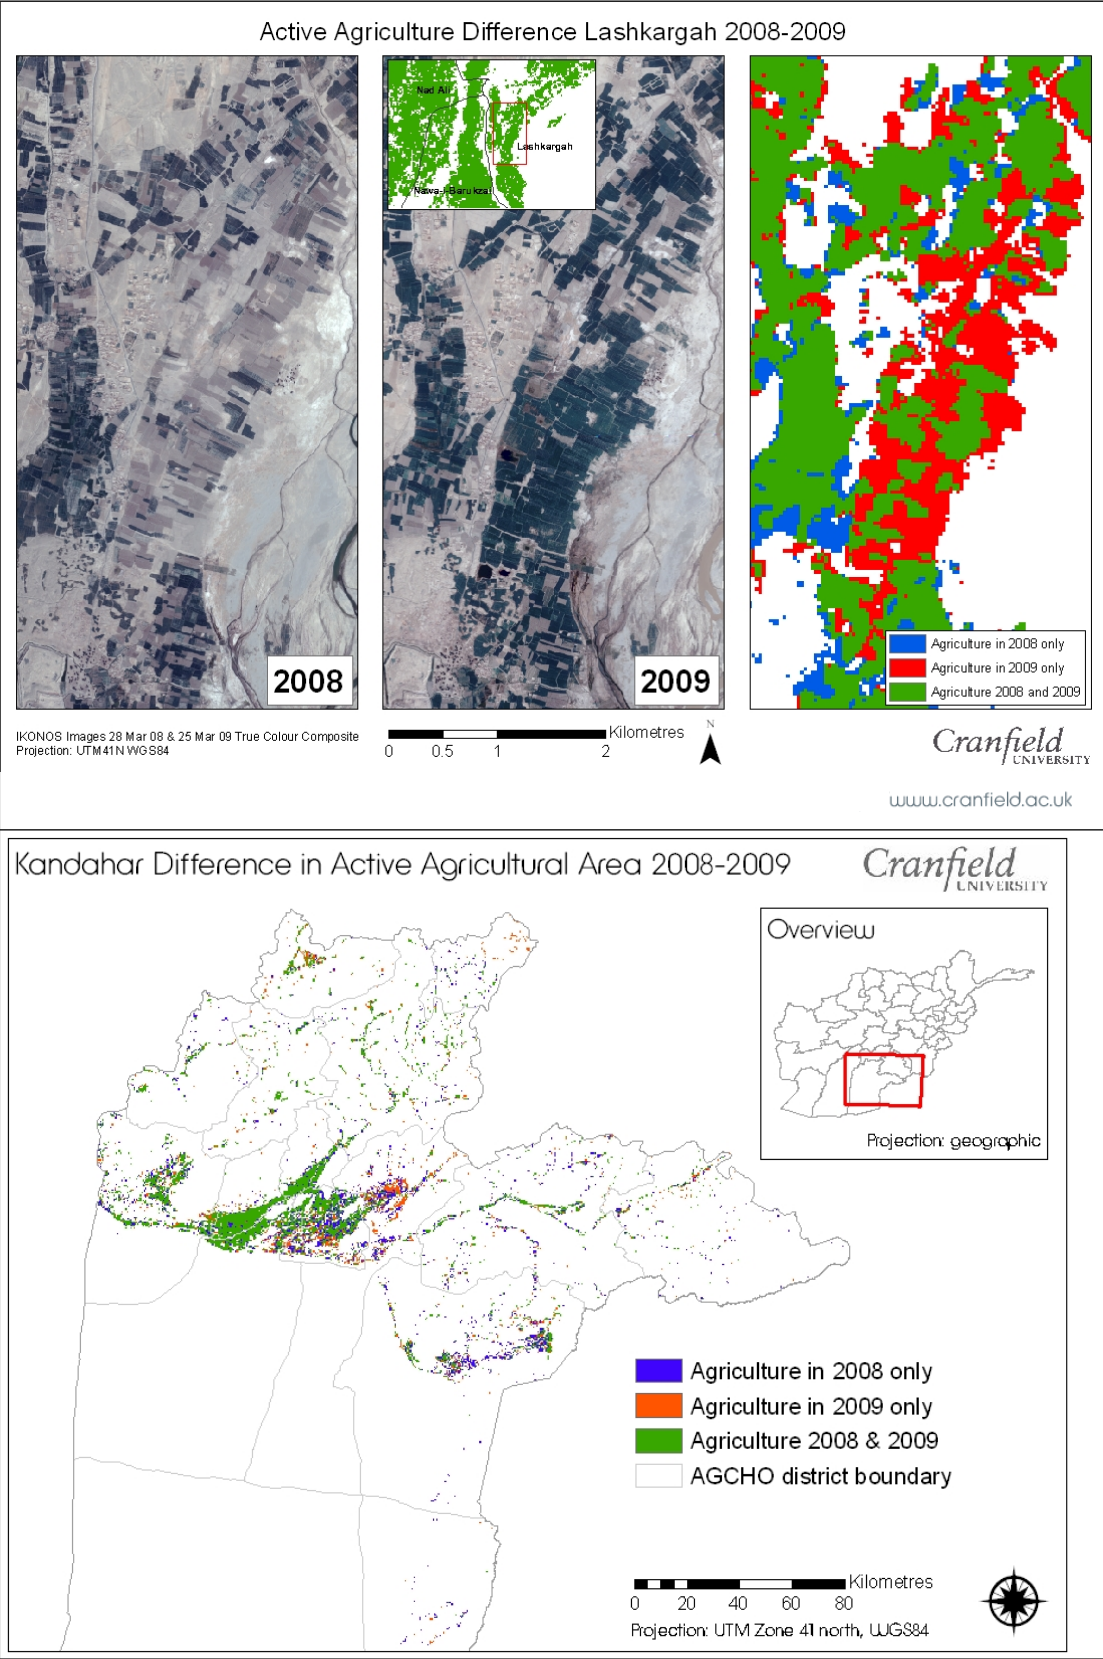 Active Agriculture Difference Lashkargah 2008-2009
Nad Ali
Lashkargah
Nawa-I-Barukzai
2008
2009
Agriculture in 2008 only
Agriculture in 2009 only
Agriculture 2008 and 2009
IKONOS Images 28 Mar 08 & 25 Mar 09 True Colour Composite
Projection: UTM41N WGS84
Kilometres
0 0.5 1 2
N
Cranfield
UNIVERSITY
www.cranfield.ac.uk
Kandahar Difference in Active Agricultural Area 2008-2009
Cranfield
UNIVERSITY
Overview
Projection: geographic
Agriculture in 2008 only
Agriculture in 2009 only
Agriculture 2008 & 2009
AGCHO district boundary
Kilometres
0 20 40 60 80
Projection: UTM Zone 41 north, WGS84